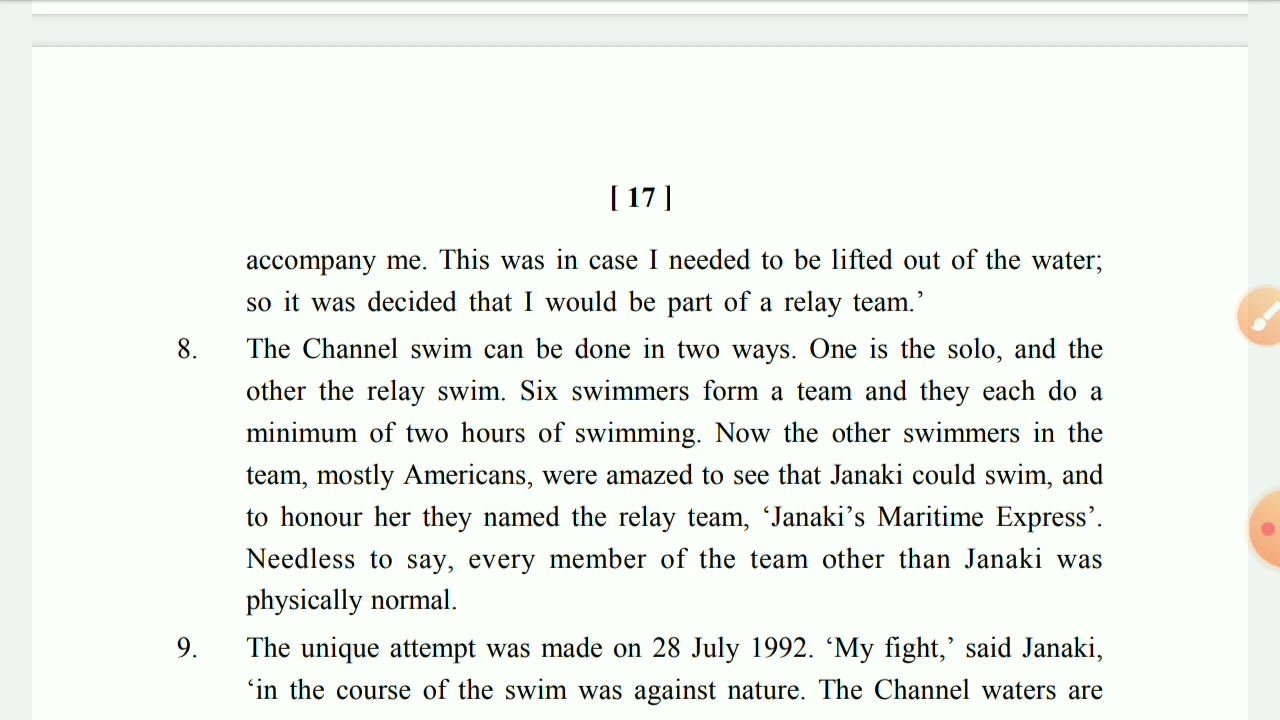 [ 17 ]
accompany me. This was in case I needed to be lifted out of the water;
so it was decided that I would be part of a relay team.’
8. The Channel swim can be done in two ways. One is the solo, and the
other the relay swim. Six swimmers form a team and they each do a
minimum of two hours of swimming. Now the other swimmers in the
team, mostly Americans, were amazed to see that Janaki could swim, and
to honour her they named the relay team, ‘Janaki’s Maritime Express’.
Needless to say, every member of the team other than Janaki was
physically normal.
9. The unique attempt was made on 28 July 1992. ‘My fight,’ said Janaki,
‘in the course of the swim was against nature. The Channel waters are